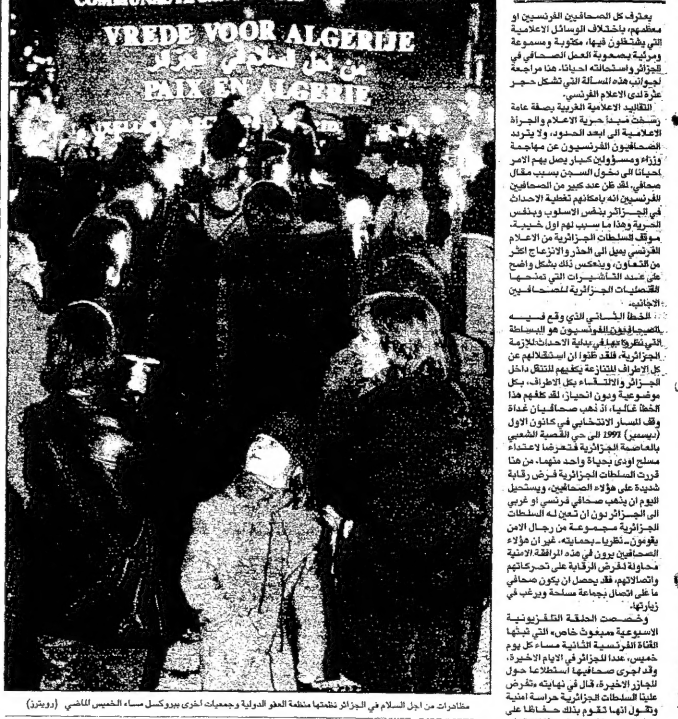 VREDE VOOR ALGERIJE
من اجل السلام في الجزائر
PAIX EN ALGERIE
مظاهرات من اجل السلام في الجزائر نظمتها منظمة العفو الدولية وجمعيات اخرى ببروكسل مساء الخميس الماضي (رويترز)
يعترف كل الصحافيين الفرنسيين او
معظمهم، باختلاف الوسائل الاعلامية
التي يشتغلون فيها، مكتوبة ومسموعة
ومرئية بصعوبة العمل الصحافي في
الجزائر واستحالته احيانا، هنا مراجعة
لجوانب هذه المسألة التي تشكل حجر
عثرة لدى الاعلام الفرنسي.
التقاليد الاعلامية الغربية بصفة عامة
رسخت مبدأ حرية الاعلام والجرأة
الاعلامية الى ابعد الحدود، ولا يتردد
الصحافيون الفرنسيون عن مهاجمة
وزراء ومسؤولين كبار يصل بهم الامر
احيانا الى دخول السجن بسبب مقال
صحافي. لقد ظن عدد كبير من الصحافيين
الفرنسيين انه بامكانهم تغطية الاحداث
في الجزائر بنفس الاسلوب وبنفس
الحرية وهذا ما سبب لهم اول خيبة.
موقف السلطات الجزائرية من الاعلام
الفرنسي يميل الى الحذر والانزعاج اكثر
من التعاون، وينعكس ذلك بشكل واضح
على عدد التأشيرات التي تمنحها
القنصليات الجزائرية للصحافيين
الاجانب.
الخطأ الثاني الذي وقع فيه
الصحافيون الفرنسيون هو البساطة
التي نظروا بها في بداية الاحداث للازمة
الجزائرية، فلقد ظنوا ان استقلالهم عن
كل الاطراف المتنازعة يكفيهم للتنقل داخل
الجزائر والالتقاء بكل الاطراف، بكل
موضوعية ودون انحياز، لقد كلفهم هذا
الخطأ غاليا، اذ ذهب صحافيان غداة
وقف المسار الانتخابي في كانون الاول
(ديسمبر) 1991 الى حي القصبة الشعبي
بالعاصمة الجزائرية فتعرضا لاعتداء
مسلح اودى بحياة واحد منهما. من هنا
قررت السلطات الجزائرية فرض رقابة
شديدة على هؤلاء الصحافيين، ويستحيل
اليوم ان يذهب صحافي فرنسي او غربي
الى الجزائر دون ان تعين له السلطات
الجزائرية مجموعة من رجال الامن
يقومون ـ نظريا ـ بحمايته. غير ان هؤلاء
الصحافيين يرون في هذه المرافقة الامنية
محاولة لفرض الرقابة على تحركاتهم
واتصالاتهم، فقد يحصل ان يكون صحافي
ما على اتصال بجماعة مسلحة ويرغب في
زيارتها.
وخصصت الحلقة التلفزيونية
الاسبوعية «مبعوث خاص» التي تبثها
القناة الفرنسية الثانية مساء كل يوم
خميس، عددا للجزائر في الايام الاخيرة.
وقد اجرى صحافيها استطلاعا حول
المجازر الاخيرة، قال في نهايته «تفرض
علينا السلطات الجزائرية حراسة امنية
وتقول انها تقوم بذلك حفاظا على